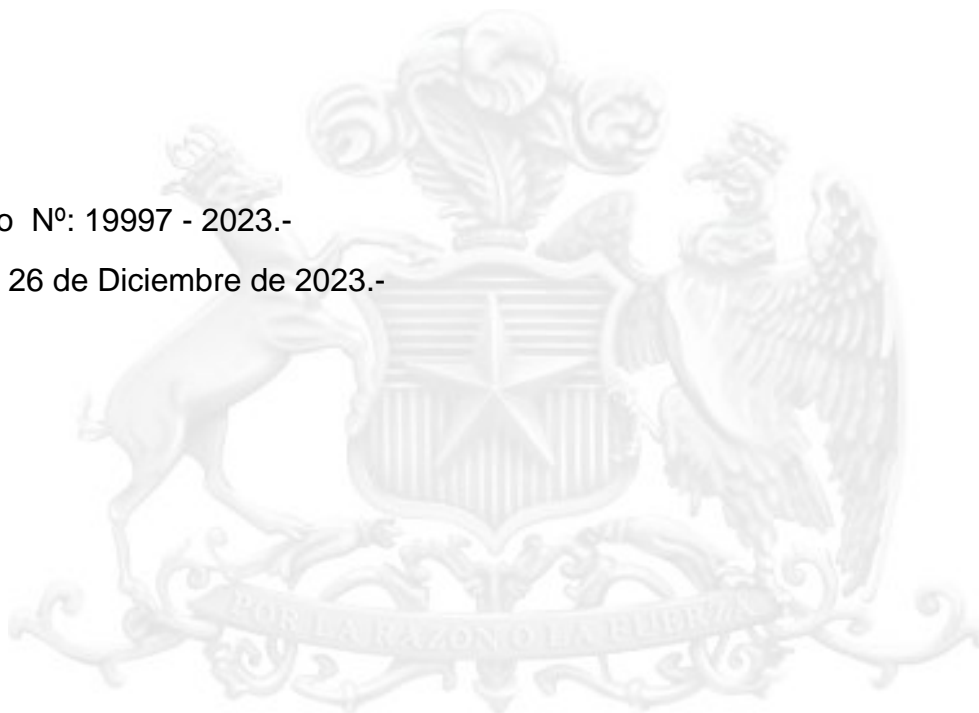 o Nº: 19997 - 2023.-
26 de Diciembre de 2023.-
POR LA RAZON O LA FUERZA